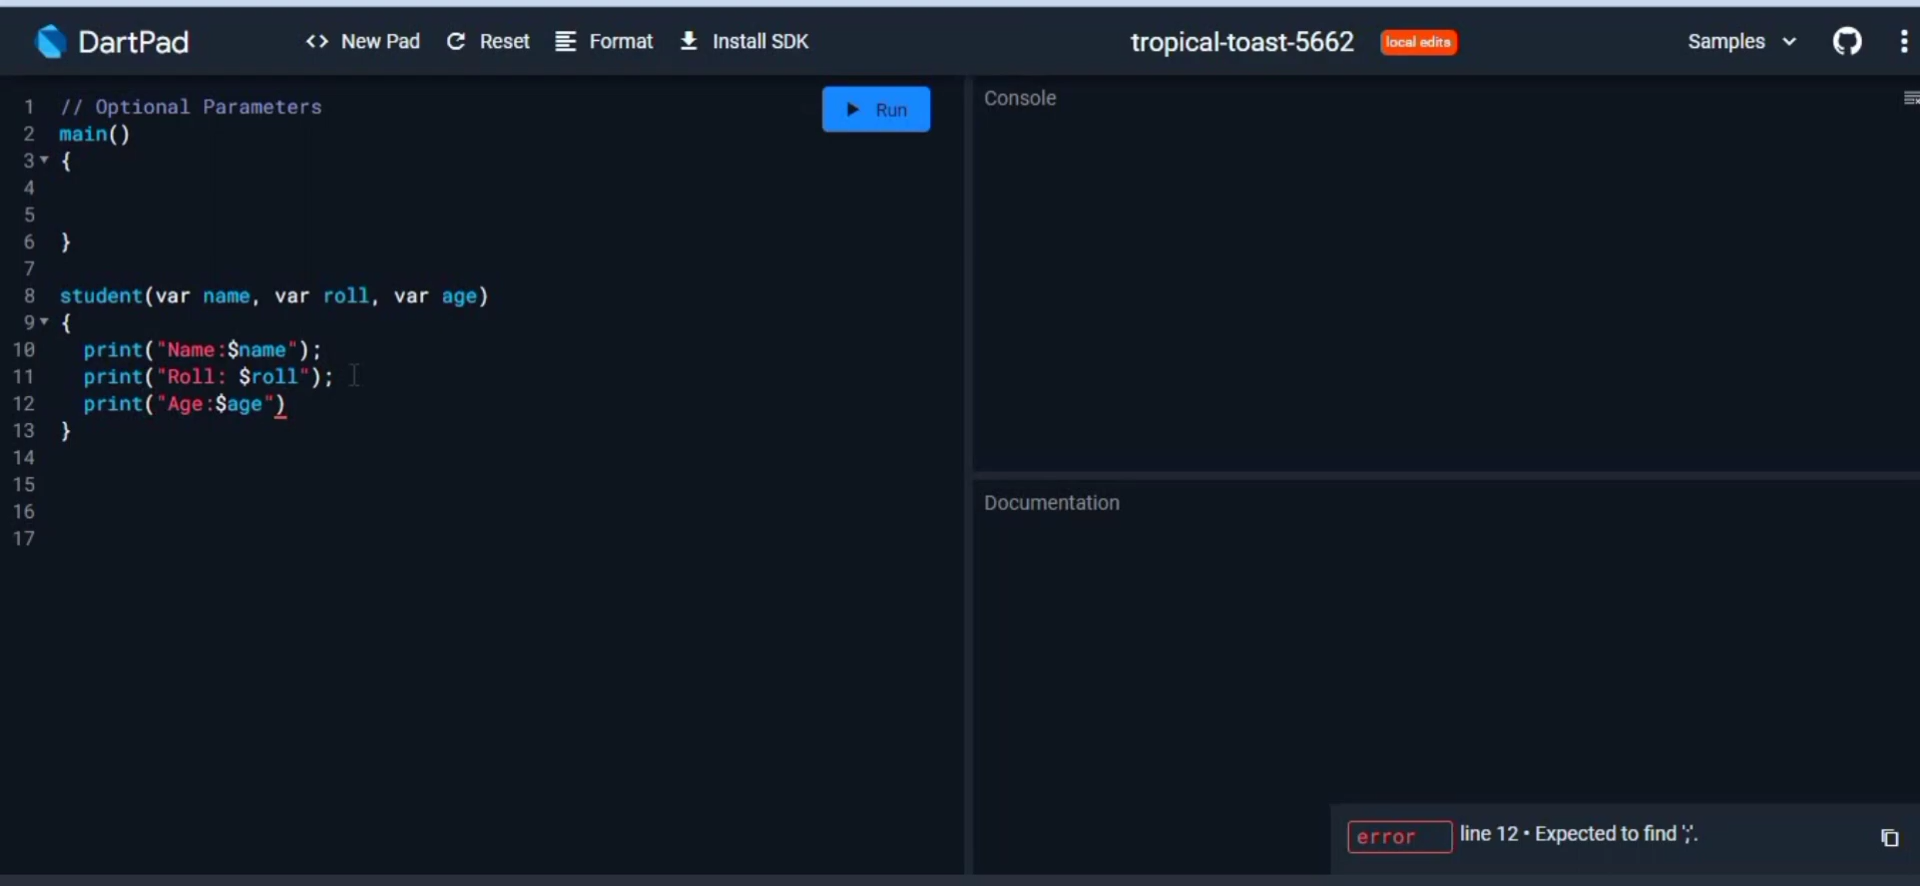 DartPad <> New Pad Reset Format Install SDK tropical-toast-5662 local edits Samples
1 // Optional Parameters
2 main()
3 {
4
5
6 }
7
8 student(var name, var roll, var age)
9 {
10 print("Name:$name");
11 print("Roll: $roll");
12 print("Age:$age")
13 }
14
15
16
17
Run
Console
Documentation
error line 12 • Expected to find ';'.